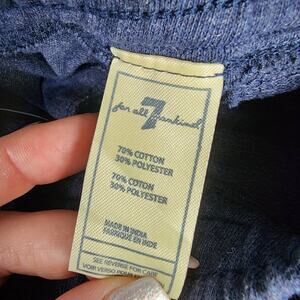 7
for all mankind
70% COTTON
30% POLYESTER
70% COTON
30% POLYESTER
MADE IN INDIA
FABRIQUE EN INDE
SEE REVERSE FOR CARE
VOIR VERSO POUR